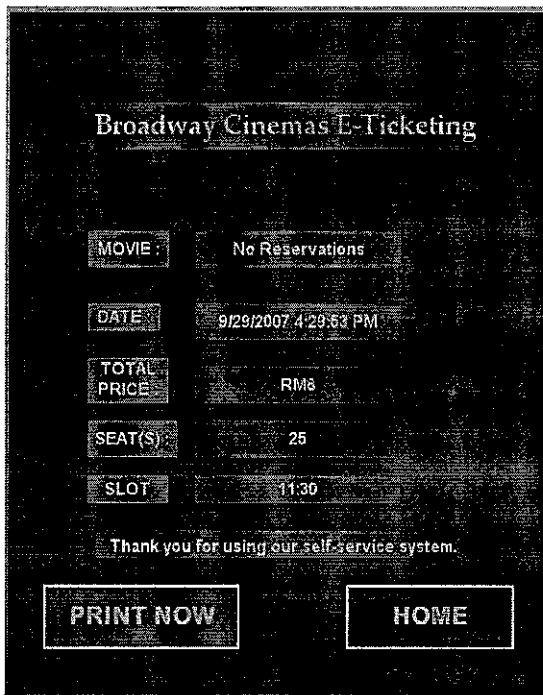 Broadway Cinemas E-Ticketing
MOVIE : No Reservations
DATE : 9/29/2007 4:29:53 PM
TOTAL
PRICE : RM8
SEAT(S) : 25
SLOT : 11:30
Thank you for using our self-service system.
PRINT NOW HOME